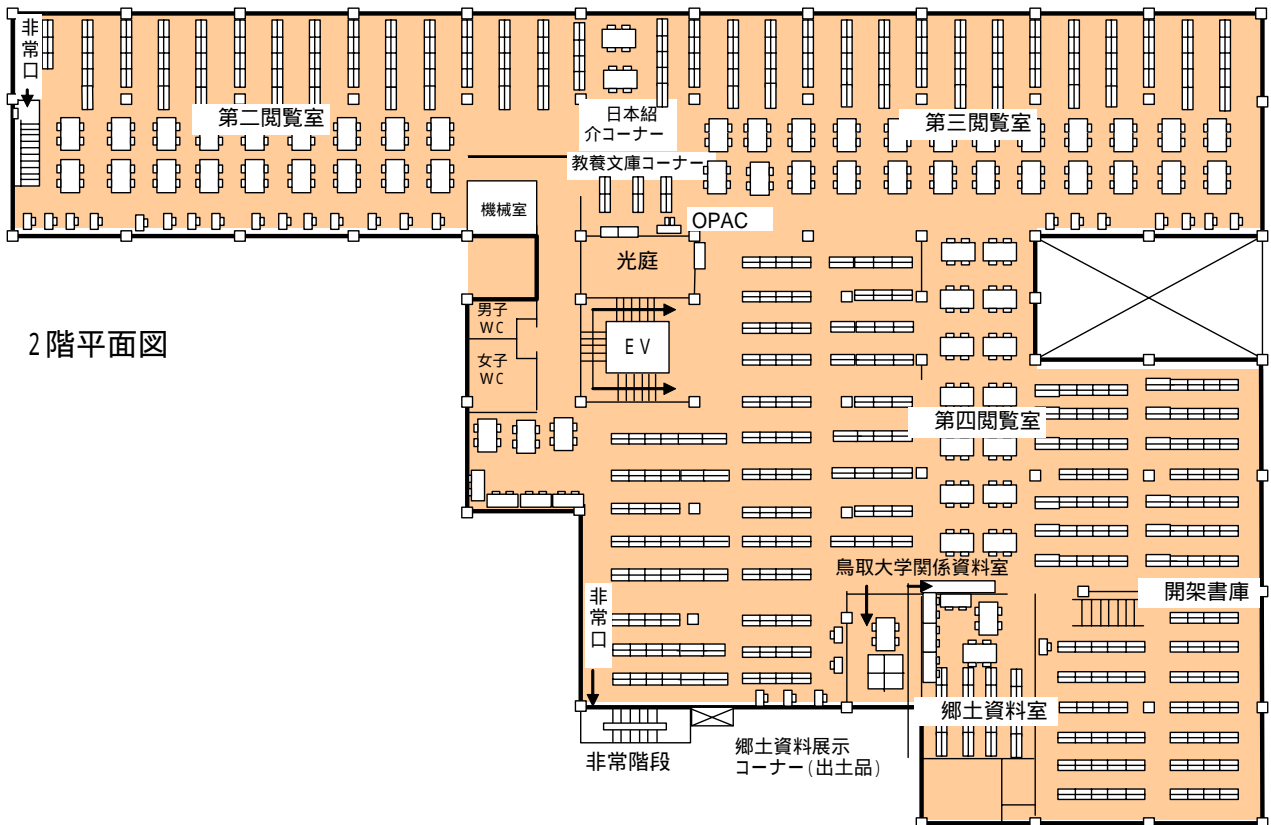 非常口
第二閲覧室
日本紹
介コーナー
第三閲覧室
教養文庫コーナー
機械室
OPAC
光庭
男子
WC
EV
女子
WC
2階平面図
第四閲覧室
鳥取大学関係資料室
開架書庫
非常口
郷土資料室
非常階段
郷土資料展示
コーナー(出土品)